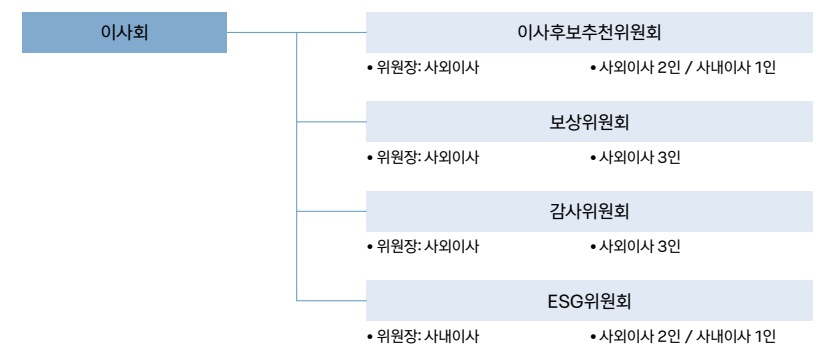 이사회
이사후보추천위원회
• 위원장: 사외이사 • 사외이사 2인 / 사내이사 1인
보상위원회
• 위원장: 사외이사 • 사외이사 3인
감사위원회
• 위원장: 사외이사 • 사외이사 3인
ESG위원회
• 위원장: 사내이사 • 사외이사 2인 / 사내이사 1인